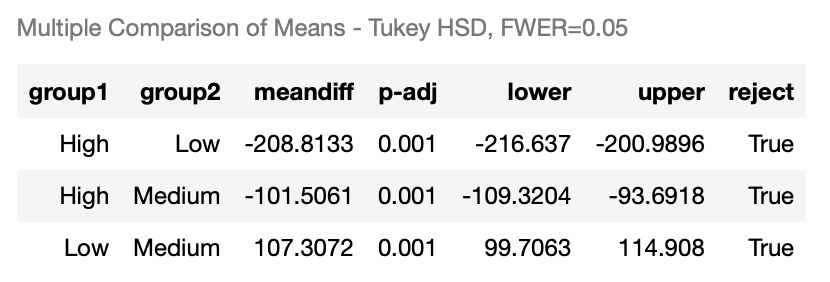 Multiple Comparison of Means - Tukey HSD, FWER=0.05
group1 group2 meandiff p-adj lower upper reject
High Low -208.8133 0.001 -216.637 -200.9896 True
High Medium -101.5061 0.001 -109.3204 -93.6918 True
Low Medium 107.3072 0.001 99.7063 114.908 True